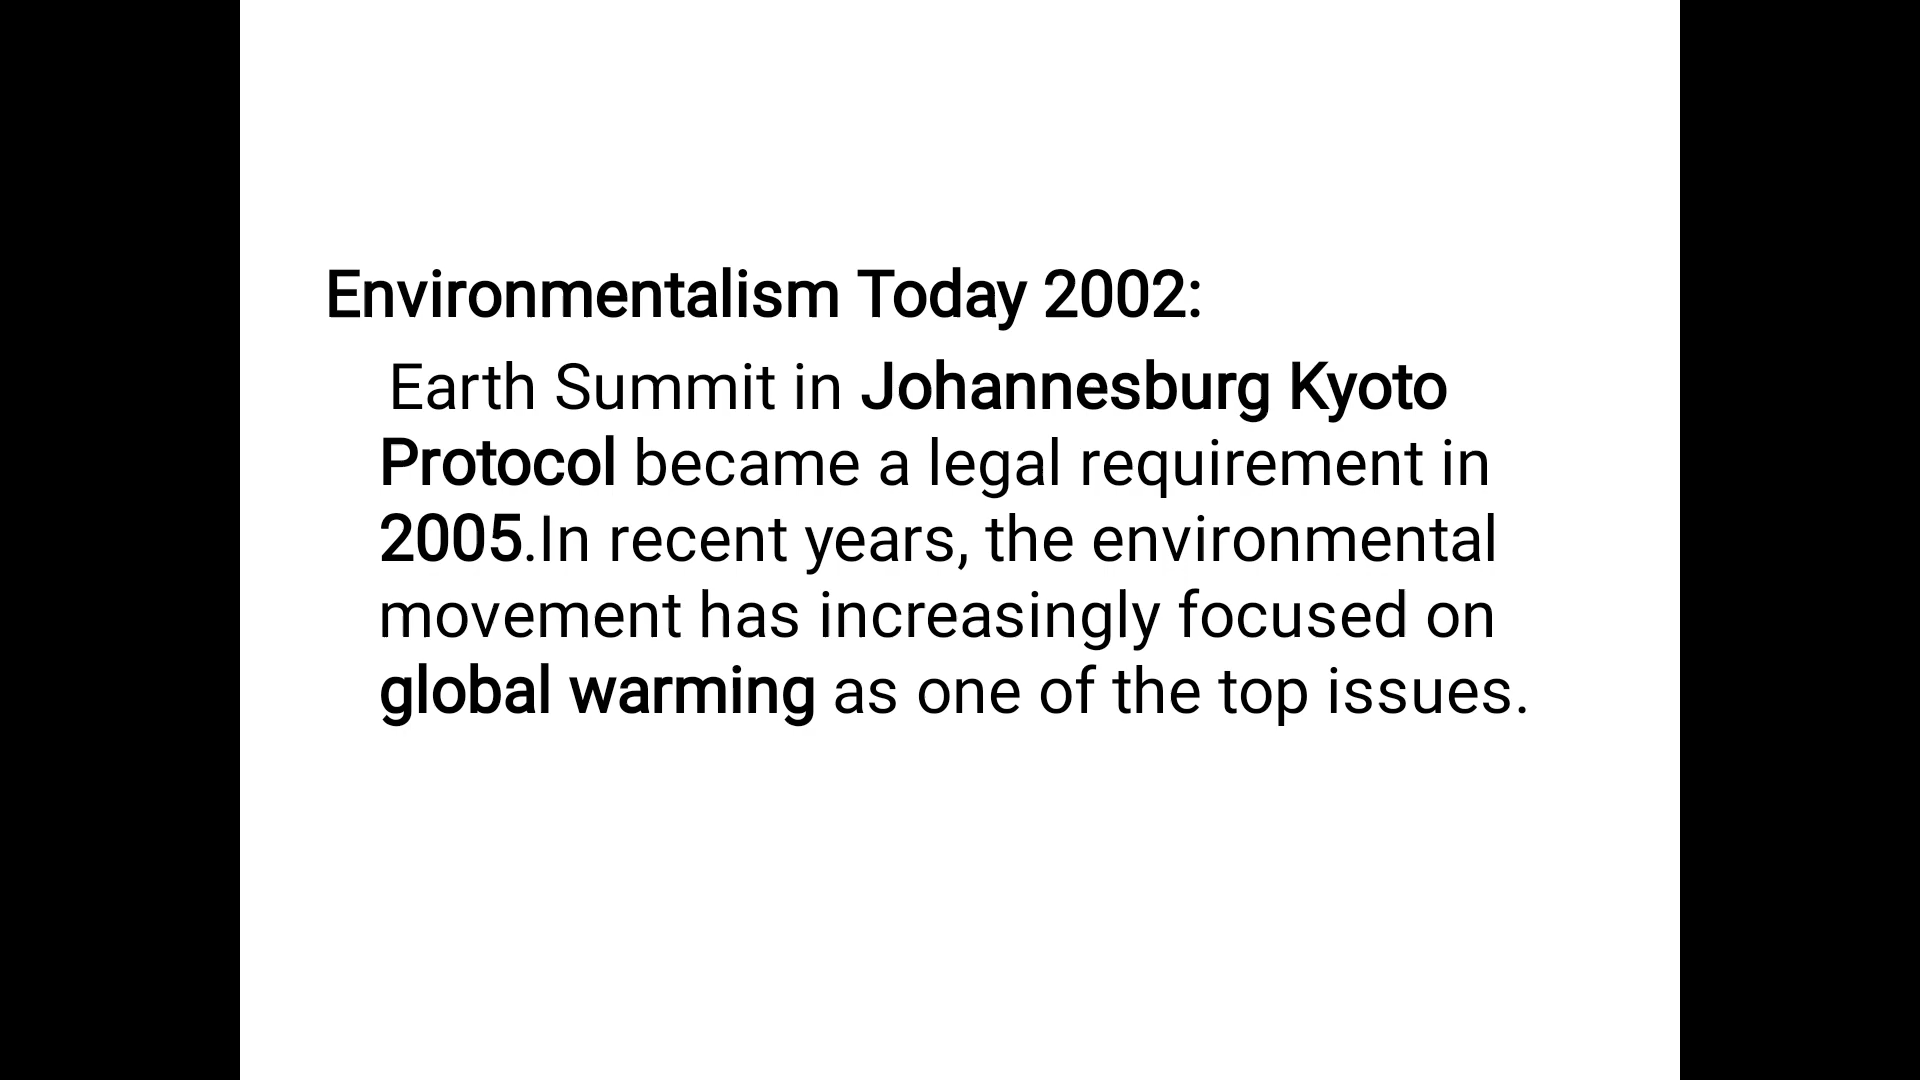 Environmentalism Today 2002:
Earth Summit in Johannesburg Kyoto
Protocol became a legal requirement in
2005.In recent years, the environmental
movement has increasingly focused on
global warming as one of the top issues.